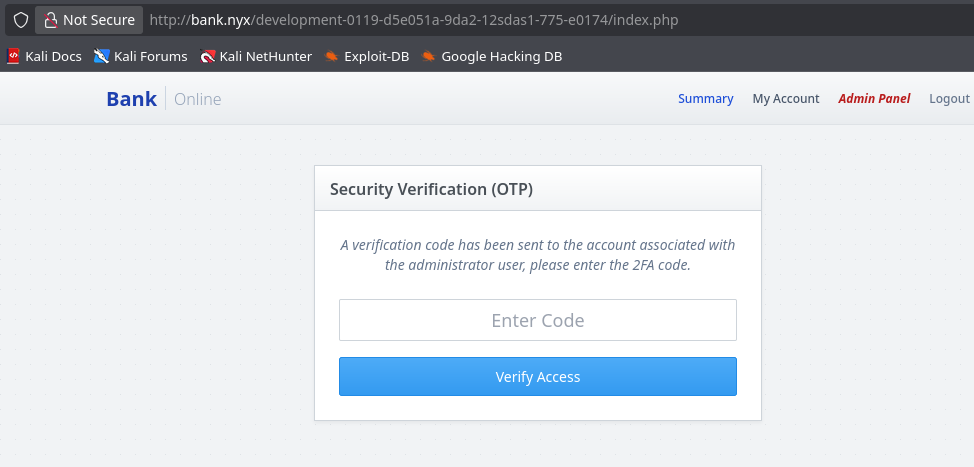 Not Secure http://bank.nyx/development-0119-d5e051a-9da2-12sdas1-775-e0174/index.php
Kali Docs Kali Forums Kali NetHunter Exploit-DB Google Hacking DB
Bank Online Summary My Account Admin Panel Logout
Security Verification (OTP)
A verification code has been sent to the account associated with
the administrator user, please enter the 2FA code.
Enter Code
Verify Access